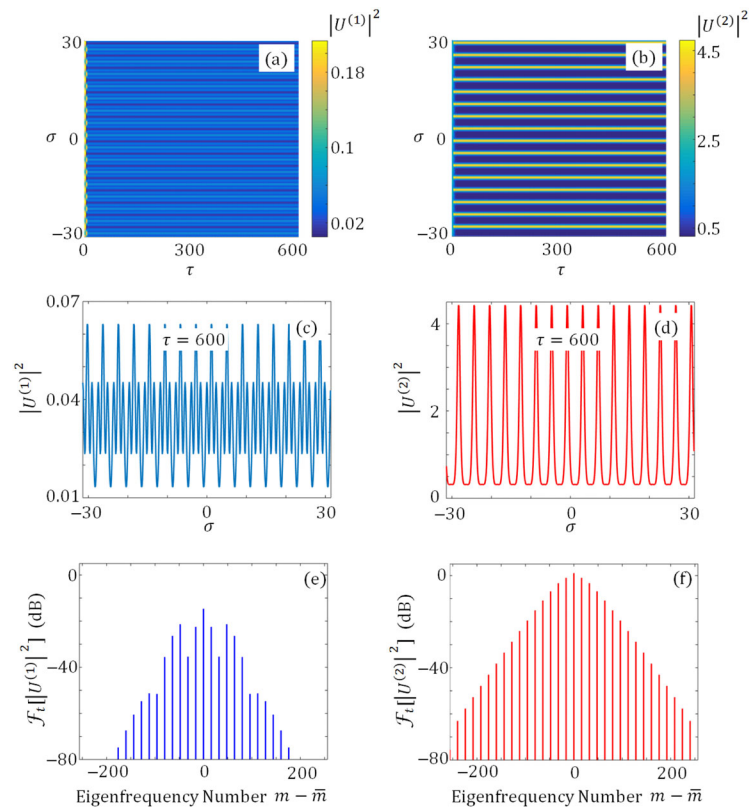 |U⁽¹⁾|²
|U⁽²⁾|²
30
(a)
0.18
σ
0
0.1
0.02
−30
0
300
600
τ
30
(b)
4.5
σ
0
2.5
0.5
−30
0
300
600
τ
0.07
(c)
τ = 600
|U⁽¹⁾|²
0.04
0.01
−30
0
30
σ
4
(d)
τ = 600
|U⁽²⁾|²
2
0
−30
0
30
σ
0
(e)
ℱₜ[|U⁽¹⁾|²] (dB)
−40
−80
−200
0
200
Eigenfrequency Number m − m̅
0
(f)
ℱₜ[|U⁽²⁾|²] (dB)
−40
−80
−200
0
200
Eigenfrequency Number m − m̅